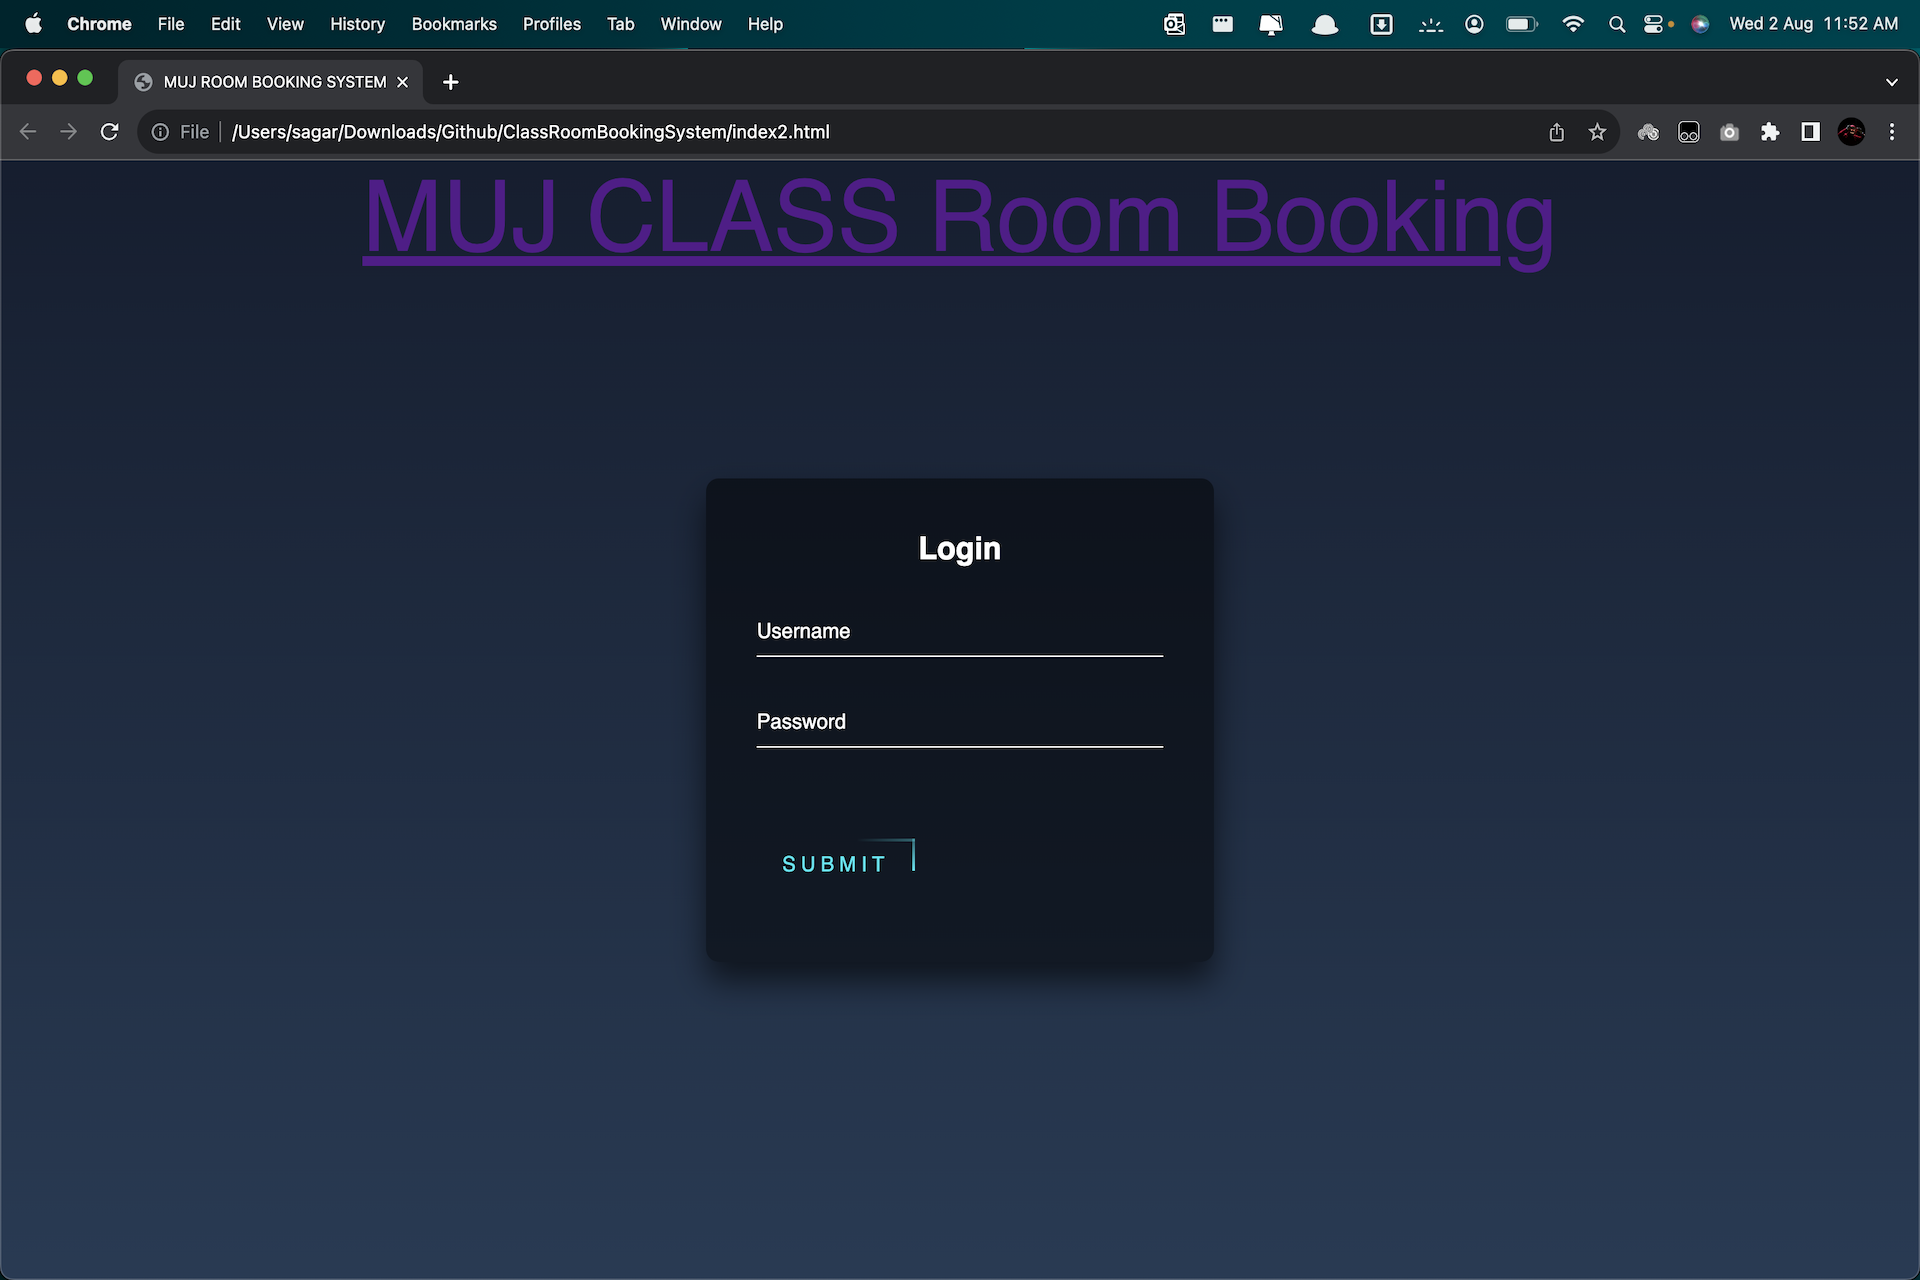 Chrome File Edit View History Bookmarks Profiles Tab Window Help Wed 2 Aug 11:52 AM
MUJ ROOM BOOKING SYSTEM
File /Users/sagar/Downloads/Github/ClassRoomBookingSystem/index2.html
MUJ CLASS Room Booking
Login
Username
Password
SUBMIT